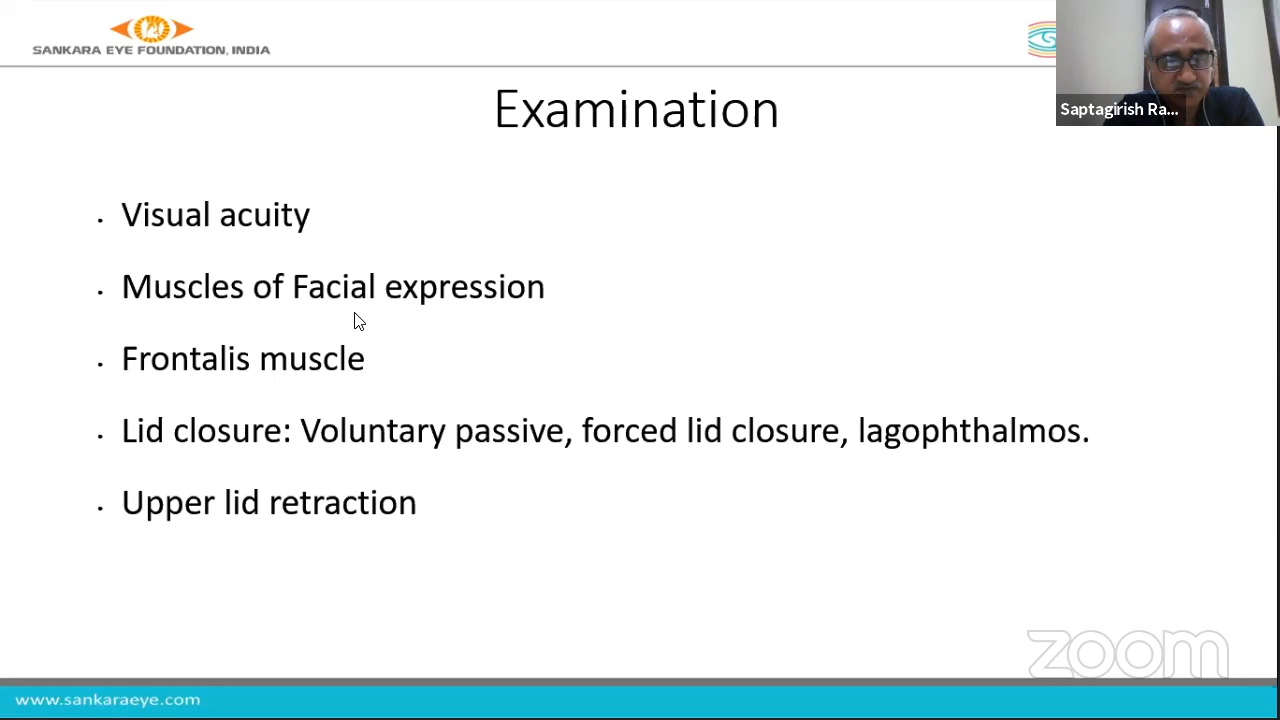 SANKARA EYE FOUNDATION, INDIA
Saptagirish Ra...
Examination
• Visual acuity
• Muscles of Facial expression
• Frontalis muscle
• Lid closure: Voluntary passive, forced lid closure, lagophthalmos.
• Upper lid retraction
zoom
www.sankaraeye.com